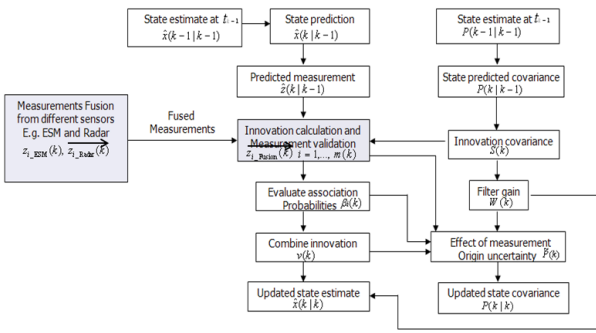 State estimate at tᵢ₋₁
x̂(k-1|k-1)
State prediction
x̂(k|k-1)
State estimate at tᵢ₋₁
P(k-1|k-1)
Predicted measurement
ẑ(k|k-1)
State predicted covariance
P(k|k-1)
Measurements Fusion
from different sensors
E.g. ESM and Radar
z_{i_ESM}(k), z_{i_Radar}(k)
Fused
Measurements
Innovation calculation and
Measurement validation
z_{i_Fusion}(k) i = 1,..., m(k)
Innovation covariance
S(k)
Evaluate association
Probabilities βᵢ(k)
Filter gain
W(k)
Combine innovation
v(k)
Effect of measurement
Origin uncertainty P̃(k)
Updated state estimate
x̂(k|k)
Updated state covariance
P(k|k)